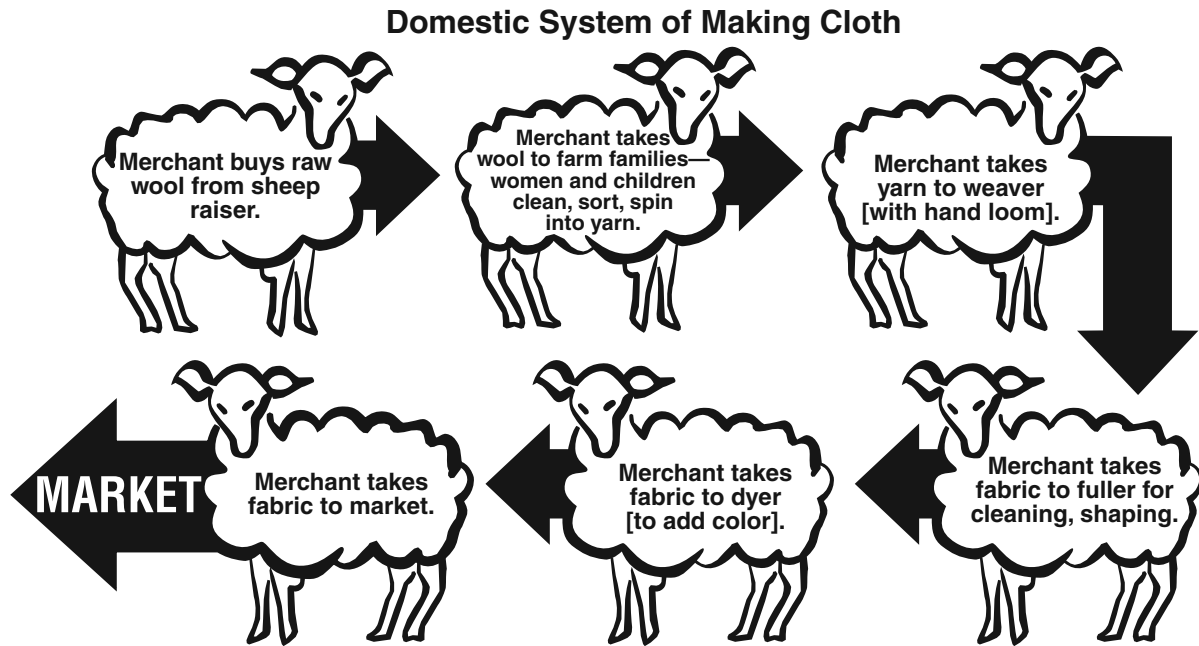 Domestic System of Making Cloth
Merchant buys raw
wool from sheep
raiser.
Merchant takes
wool to farm families—
women and children
clean, sort, spin
into yarn.
Merchant takes
yarn to weaver
[with hand loom].
Merchant takes
fabric to fuller for
cleaning, shaping.
Merchant takes
fabric to dyer
[to add color].
Merchant takes
fabric to market.
MARKET